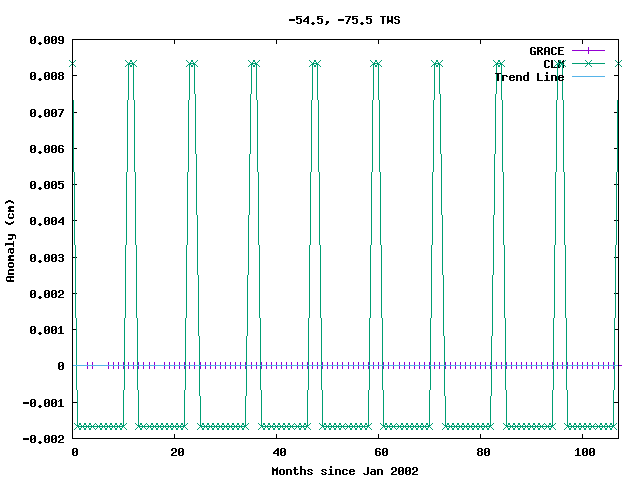 -54.5, -75.5 TWS
0.009
0.008
0.007
0.006
0.005
0.004
0.003
0.002
0.001
0
-0.001
-0.002
0 20 40 60 80 100
Anomaly (cm)
Months since Jan 2002
GRACE
CLM
Trend Line